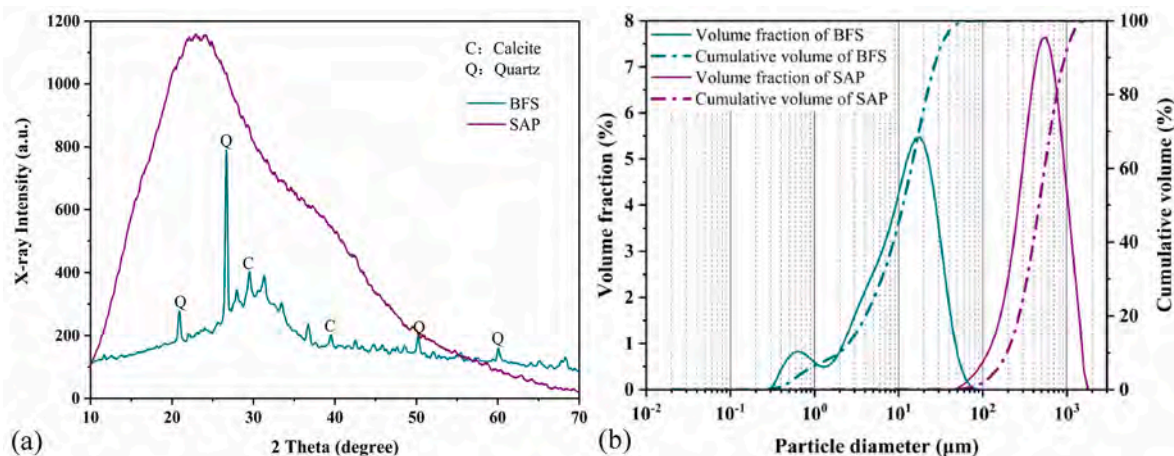 1200
1000
800
600
400
200
0
X-ray Intensity (a.u.)
C: Calcite
Q: Quartz
BFS
SAP
Q
Q
C
C
Q
Q
10 20 30 40 50 60 70
2 Theta (degree)
(a)
8
7
6
5
4
3
2
1
0
Volume fraction (%)
Volume fraction of BFS
Cumulative volume of BFS
Volume fraction of SAP
Cumulative volume of SAP
100
80
60
40
20
0
Cumulative volume (%)
10⁻² 10⁻¹ 10⁰ 10¹ 10² 10³
Particle diameter (µm)
(b)